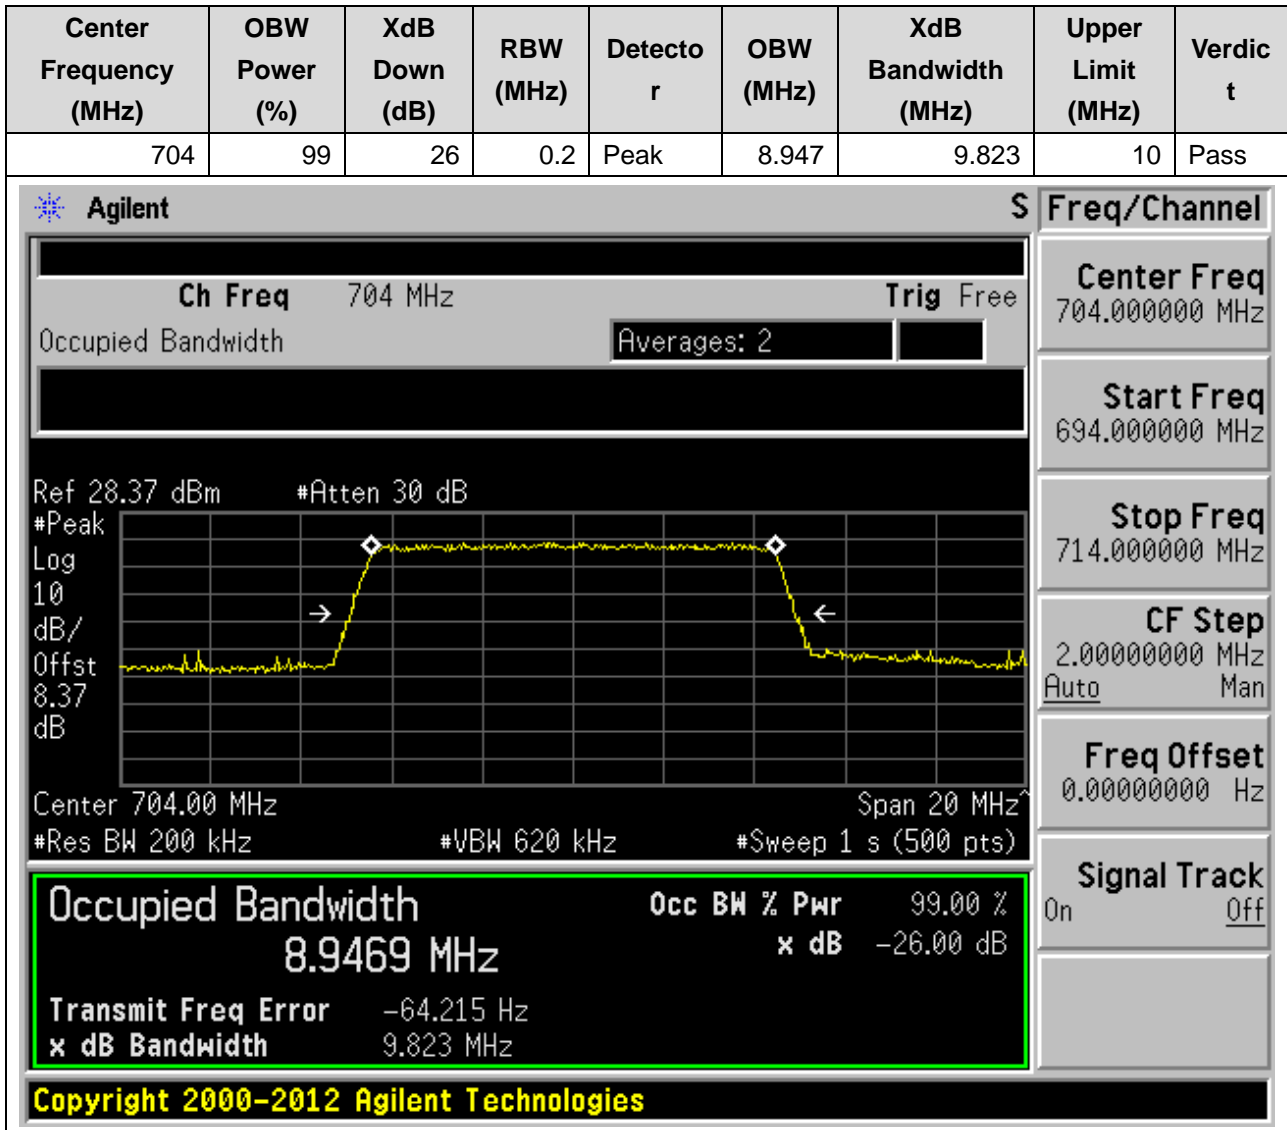 Center Frequency (MHz) OBW Power (%) XdB Down (dB) RBW (MHz) Detecto r OBW (MHz) XdB Bandwidth (MHz) Upper Limit (MHz) Verdic t
704 99 26 0.2 Peak 8.947 9.823 10 Pass
Agilent S Freq/Channel
Ch Freq 704 MHz Trig Free
Occupied Bandwidth Averages: 2
Center Freq
704.000000 MHz
Start Freq
694.000000 MHz
Stop Freq
714.000000 MHz
CF Step
2.00000000 MHz
Auto Man
Freq Offset
0.00000000 Hz
Signal Track
On Off
Ref 28.37 dBm #Atten 30 dB
#Peak
Log
10
dB/
Offst
8.37
dB
Center 704.00 MHz Span 20 MHz^
#Res BW 200 kHz #VBW 620 kHz #Sweep 1 s (500 pts)
Occupied Bandwidth Occ BW % Pwr 99.00 %
8.9469 MHz x dB -26.00 dB
Transmit Freq Error -64.215 Hz
x dB Bandwidth 9.823 MHz
Copyright 2000-2012 Agilent Technologies